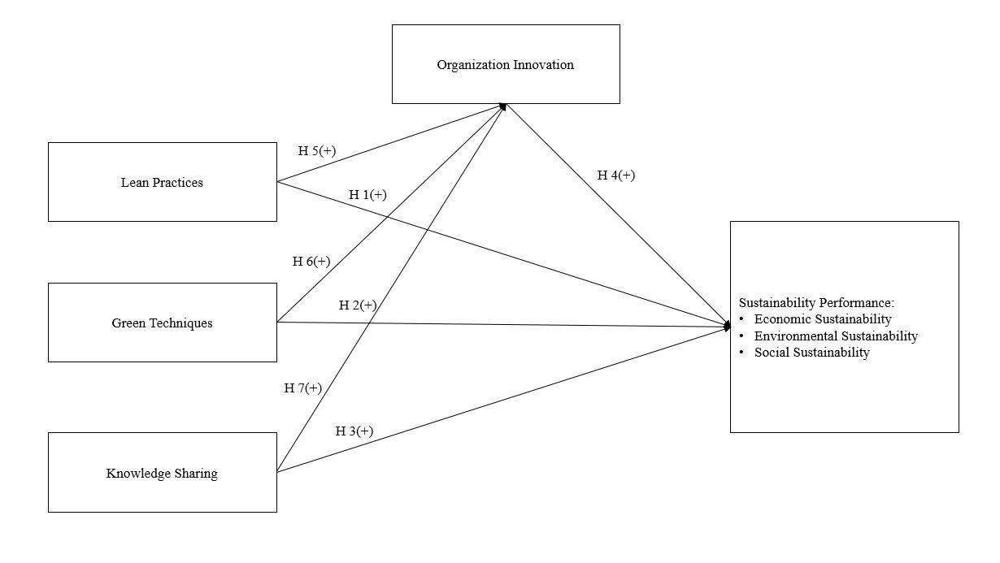 Organization Innovation
H 5(+)
Lean Practices
H 4(+)
H 1(+)
H 6(+)
Sustainability Performance:
• Economic Sustainability
• Environmental Sustainability
• Social Sustainability
H 2(+)
Green Techniques
H 7(+)
H 3(+)
Knowledge Sharing